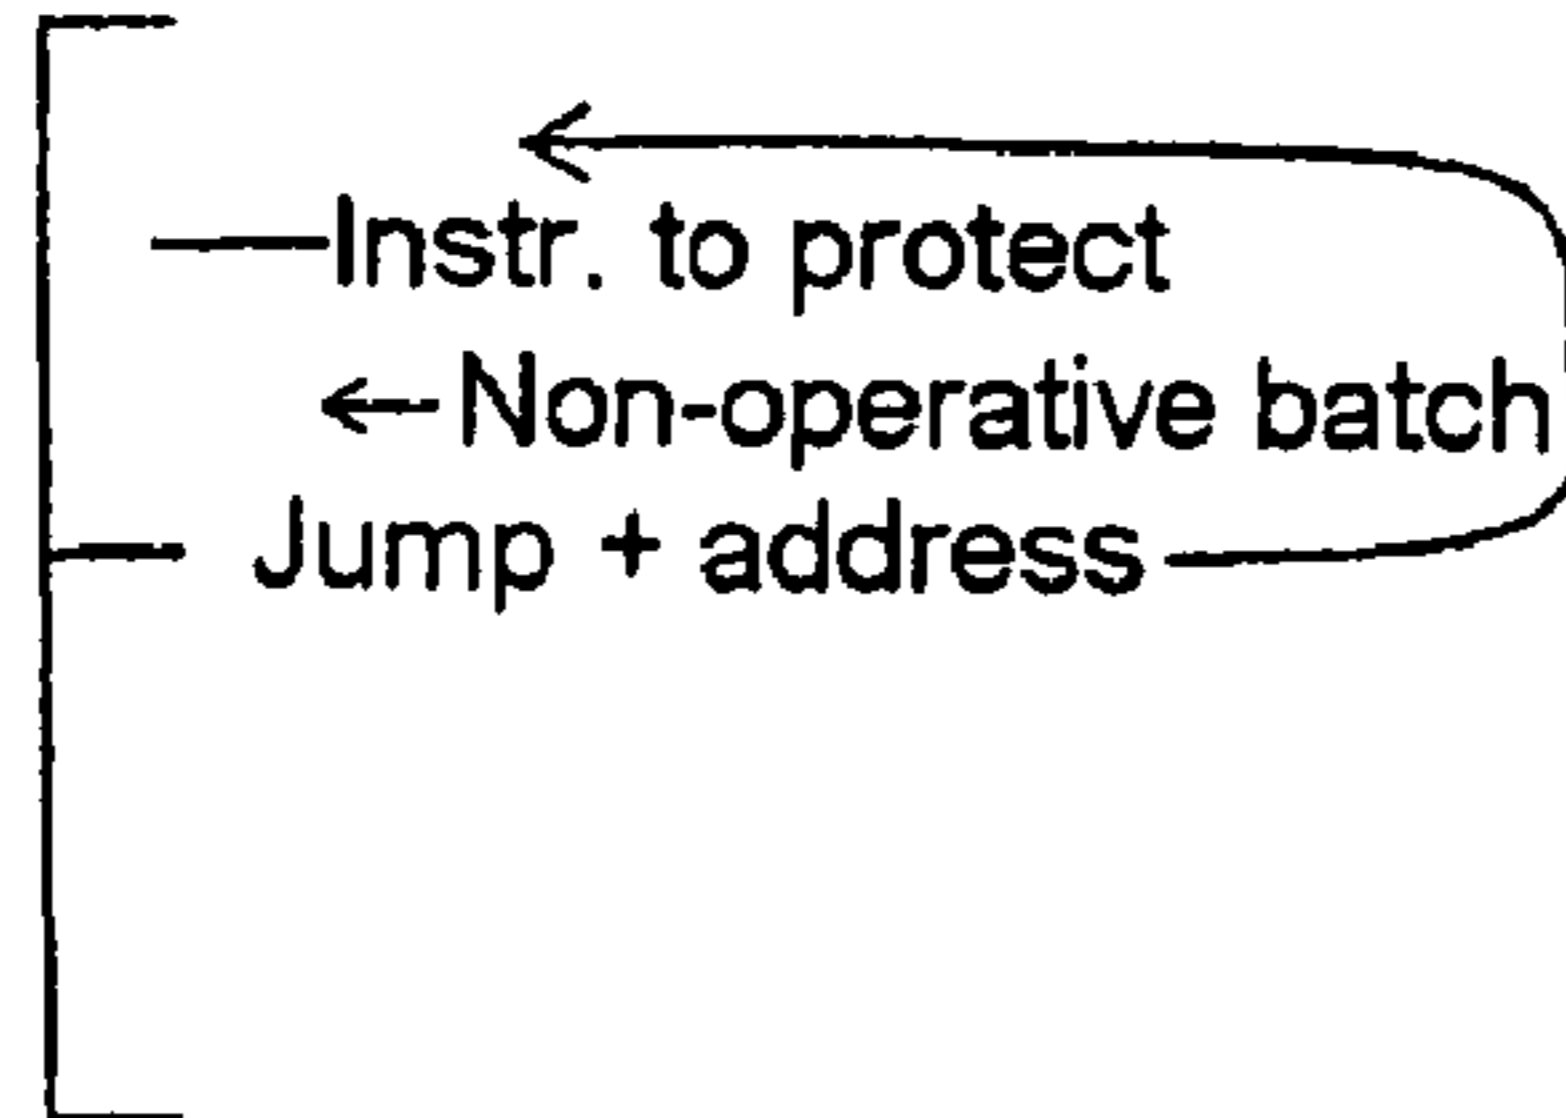 Instr. to protect
Non-operative batch
Jump + address